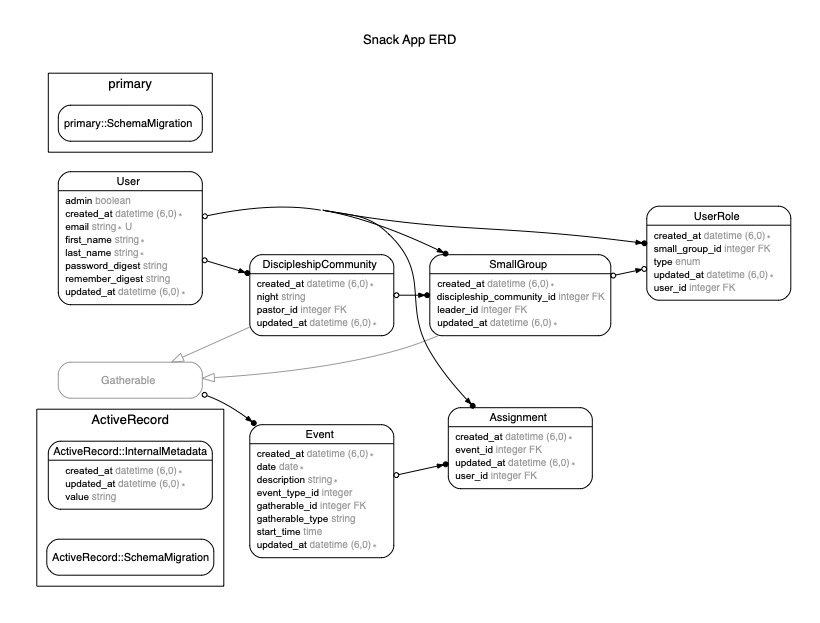 Snack App ERD
primary
primary::SchemaMigration
User
admin boolean
created_at datetime (6,0) ∗
email string ∗ U
first_name string ∗
last_name string ∗
password_digest string
remember_digest string
updated_at datetime (6,0) ∗
DiscipleshipCommunity
created_at datetime (6,0) ∗
night string
pastor_id integer FK
updated_at datetime (6,0) ∗
SmallGroup
created_at datetime (6,0) ∗
discipleship_community_id integer FK
leader_id integer FK
updated_at datetime (6,0) ∗
UserRole
created_at datetime (6,0) ∗
small_group_id integer FK
type enum
updated_at datetime (6,0) ∗
user_id integer FK
Gatherable
ActiveRecord
ActiveRecord::InternalMetadata
created_at datetime (6,0) ∗
updated_at datetime (6,0) ∗
value string
ActiveRecord::SchemaMigration
Event
created_at datetime (6,0) ∗
date date ∗
description string ∗
event_type_id integer
gatherable_id integer FK
gatherable_type string
start_time time
updated_at datetime (6,0) ∗
Assignment
created_at datetime (6,0) ∗
event_id integer FK
updated_at datetime (6,0) ∗
user_id integer FK